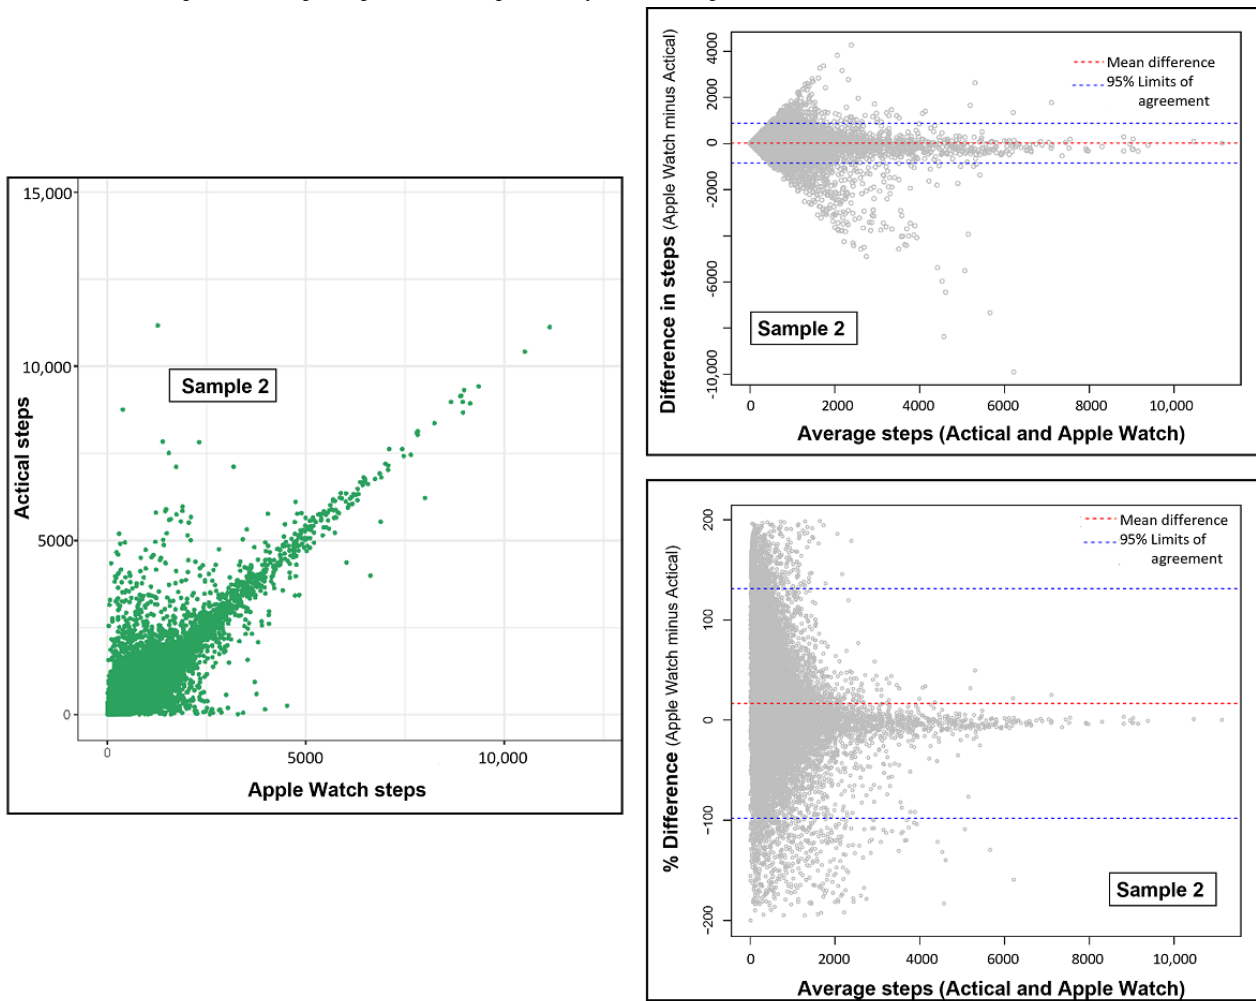 15,000
10,000
5000
0
Actical steps
Sample 2
0
5000
10,000
Apple Watch steps
4000
2000
0
-2000
-6000
-10,000
Difference in steps (Apple Watch minus Actical)
Mean difference
95% Limits of
agreement
Sample 2
0
2000
4000
6000
8000
10,000
Average steps (Actical and Apple Watch)
200
100
0
-100
-200
% Difference (Apple Watch minus Actical)
Mean difference
95% Limits of
agreement
Sample 2
0
2000
4000
6000
8000
10,000
Average steps (Actical and Apple Watch)